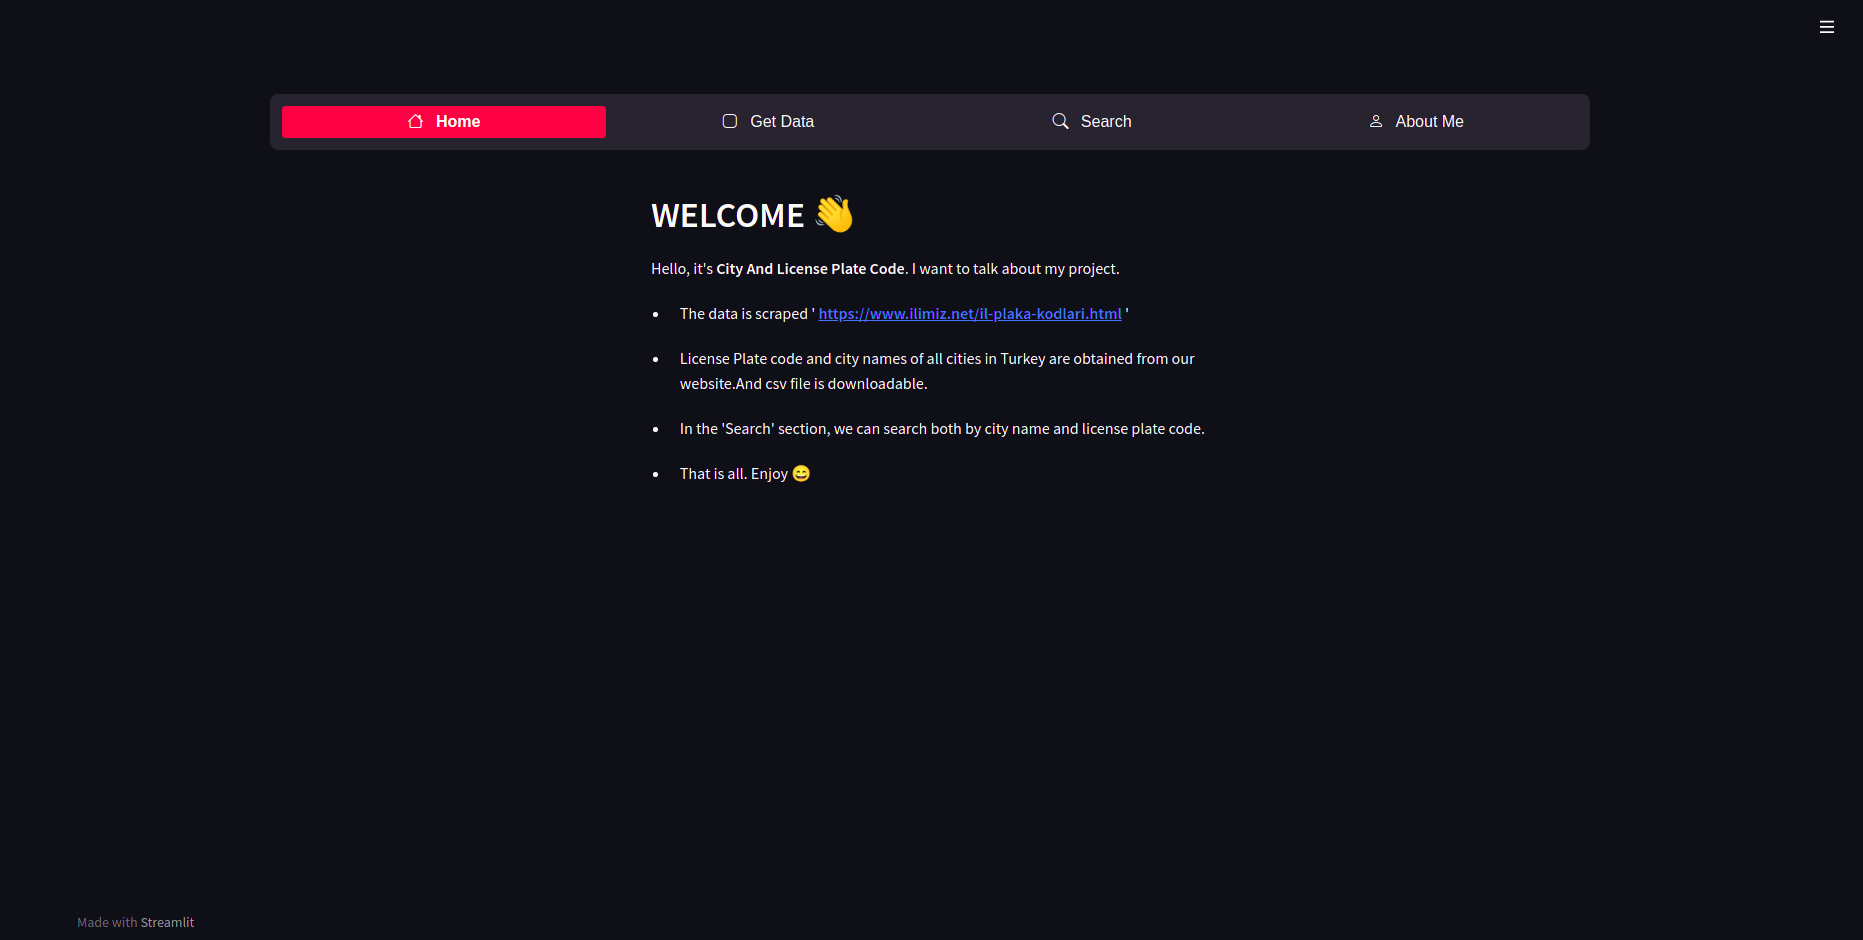 Home
Get Data
Search
About Me
WELCOME 👋
Hello, it's City And License Plate Code. I want to talk about my project.
• The data is scraped ' https://www.ilimiz.net/il-plaka-kodlari.html '
• License Plate code and city names of all cities in Turkey are obtained from our
website.And csv file is downloadable.
• In the 'Search' section, we can search both by city name and license plate code.
• That is all. Enjoy 😄
Made with Streamlit